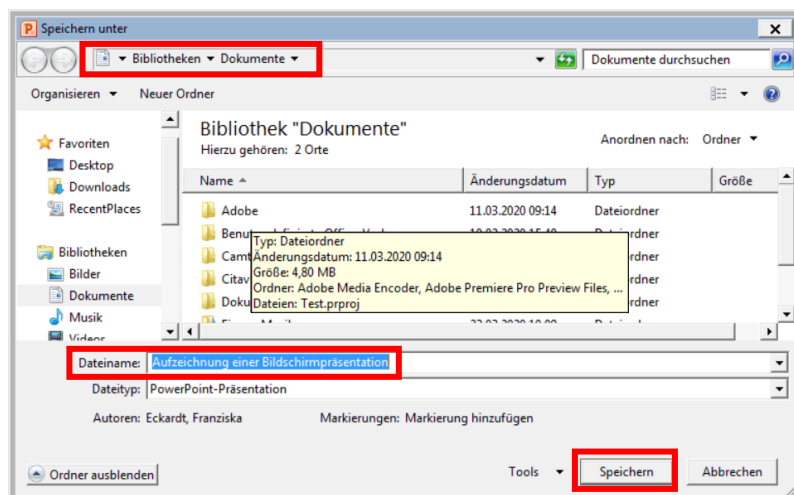 Speichern unter
Bibliotheken Dokumente Dokumente durchsuchen
Organisieren Neuer Ordner
Bibliothek "Dokumente"
Hierzu gehören: 2 Orte
Anordnen nach: Ordner
Favoriten
Desktop
Downloads
RecentPlaces
Bibliotheken
Bilder
Dokumente
Musik
Videos
Name Änderungsdatum Typ Größe
Adobe 11.03.2020 09:14 Dateiordner
Typ: Dateiordner
Änderungsdatum: 11.03.2020 09:14
Größe: 4,80 MB
Ordner: Adobe Media Encoder, Adobe Premiere Pro Preview Files, ...
Dateien: Test.prproj
Dateiname: Aufzeichnung einer Bildschirmpräsentation
Dateityp: PowerPoint-Präsentation
Autoren: Eckardt, Franziska Markierungen: Markierung hinzufügen
Ordner ausblenden Tools Speichern Abbrechen